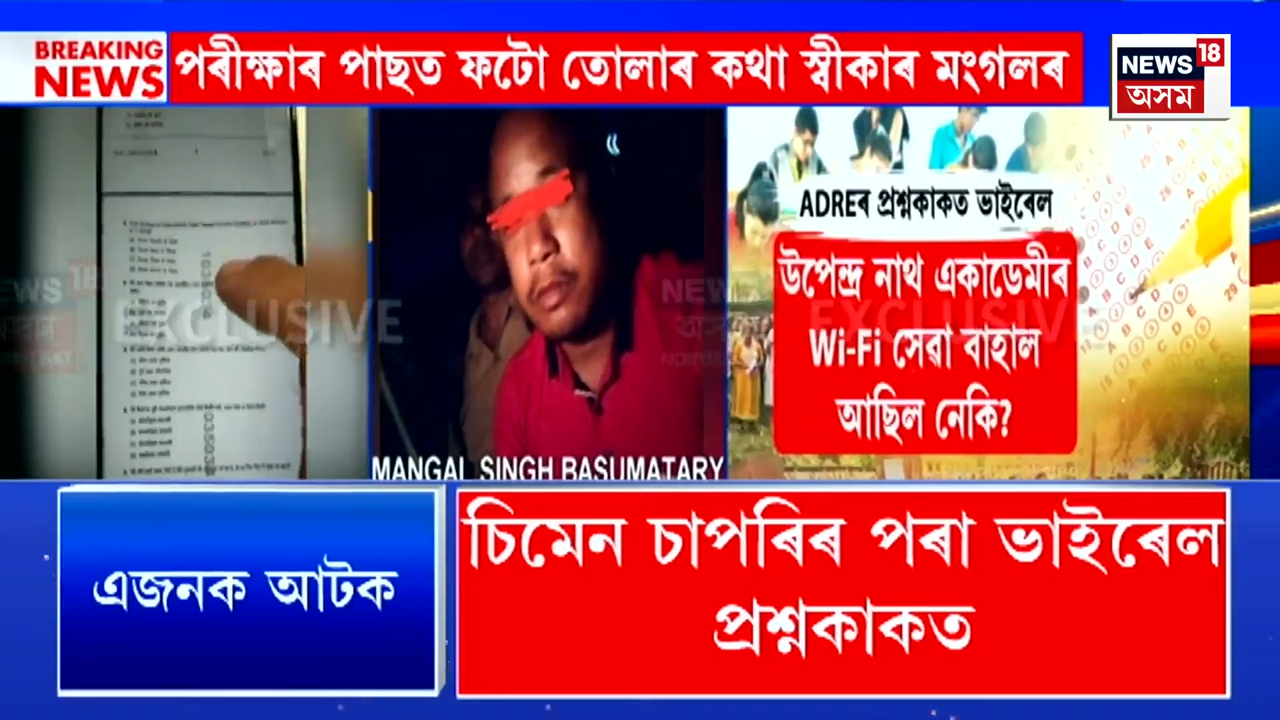 BREAKING
NEWS
পৰীক্ষাৰ পাছত ফটো তোলাৰ কথা স্বীকাৰ মংগলৰ
NEWS 18
অসম
ADREৰ প্ৰশ্নকাকত ভাইৰেল
উপেন্দ্ৰ নাথ একাডেমীৰ
Wi-Fi সেৱা বাহাল
আছিল নেকি?
EXCLUSIVE
EXCLUSIVE
MANGAL SINGH BASUMATARY
এজনক আটক
চিমেন চাপৰিৰ পৰা ভাইৰেল
প্ৰশ্নকাকত